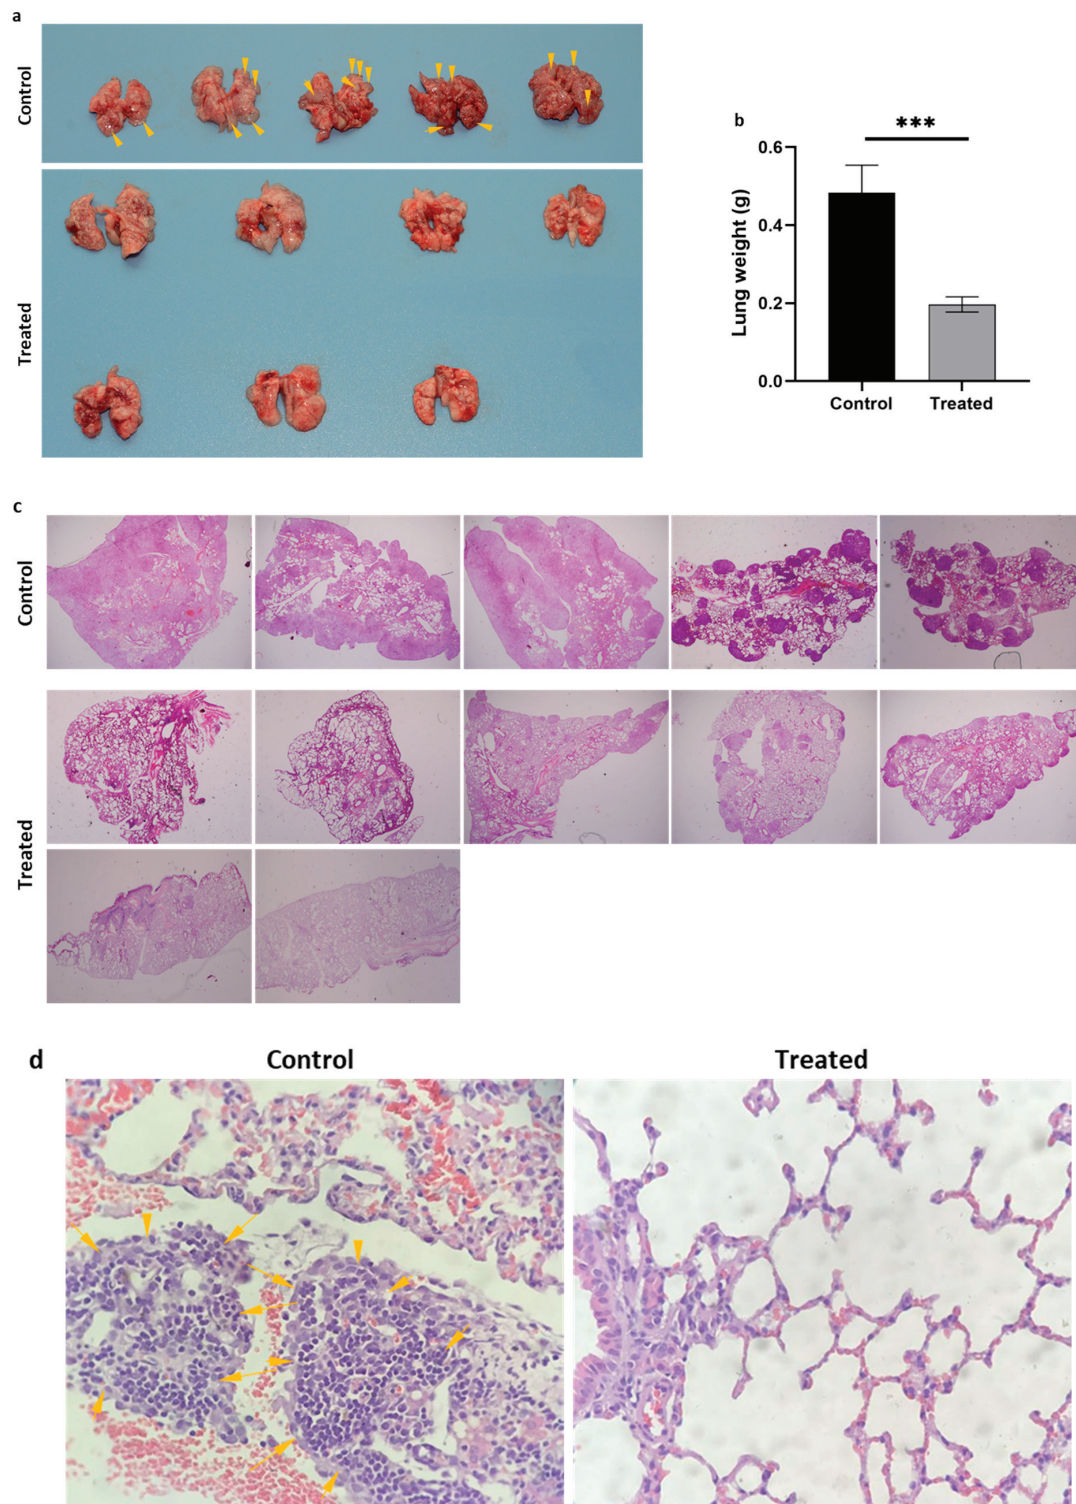 a
Control
Treated
b
***
Lung weight (g)
0.6
0.4
0.2
0.0
Control
Treated
c
Control
Treated
d
Control
Treated